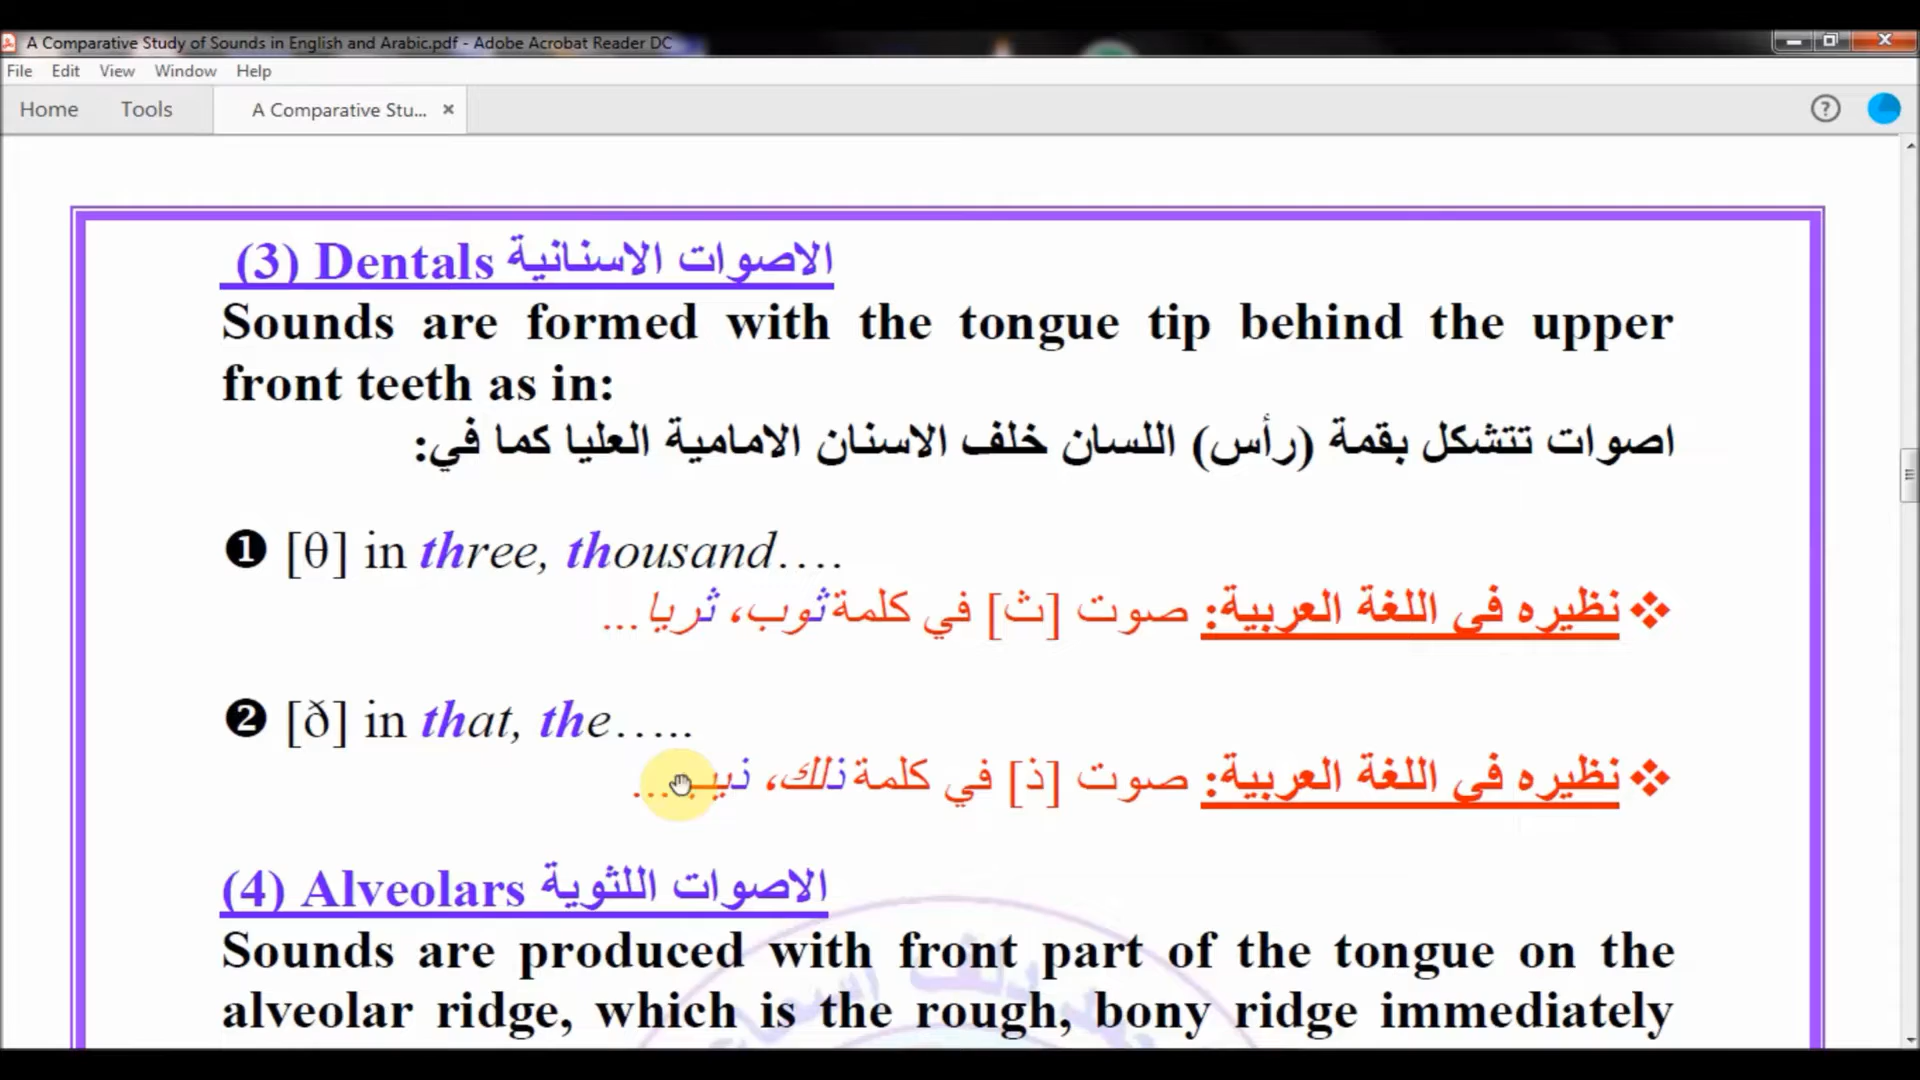 A Comparative Study of Sounds in English and Arabic.pdf - Adobe Acrobat Reader DC
File Edit View Window Help
Home Tools A Comparative Stu... ×
(3) Dentals الاصوات الاسنانية
Sounds are formed with the tongue tip behind the upper
front teeth as in:
اصوات تتشكل بقمة (رأس) اللسان خلف الاسنان الامامية العليا كما في:
❶ [θ] in three, thousand….
❖ نظيره في اللغة العربية: صوت [ث] في كلمة ثوب، ثريا ...
❷ [ð] in that, the…..
❖ نظيره في اللغة العربية: صوت [ذ] في كلمة ذلك، ...
(4) Alveolars الاصوات اللثوية
Sounds are produced with front part of the tongue on the
alveolar ridge, which is the rough, bony ridge immediately